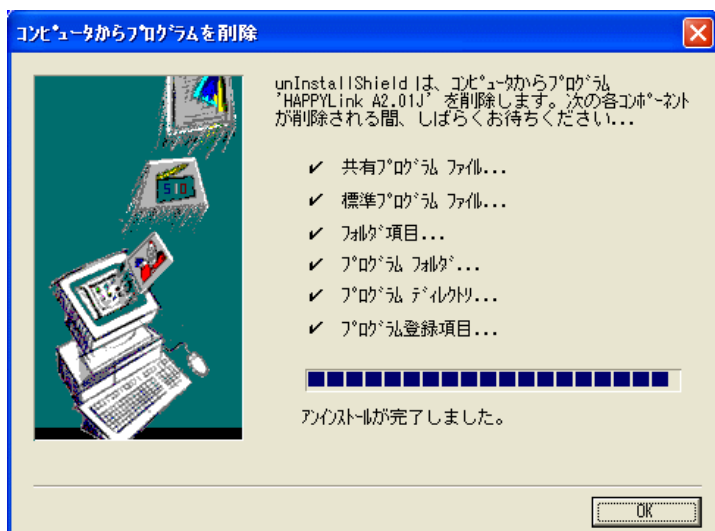 ｺﾝﾋﾟｭｰﾀからﾌﾟﾛｸﾞﾗﾑを削除
unInstallShield は、ｺﾝﾋﾟｭｰﾀからﾌﾟﾛｸﾞﾗﾑ
'HAPPYLink A2.01J' を削除します。次の各ｺﾝﾎﾟｰﾈﾝﾄ
が削除される間、しばらくお待ちください...
✔ 共有ﾌﾟﾛｸﾞﾗﾑ ﾌｧｲﾙ...
✔ 標準ﾌﾟﾛｸﾞﾗﾑ ﾌｧｲﾙ...
✔ ﾌｫﾙﾀﾞ項目...
✔ ﾌﾟﾛｸﾞﾗﾑ ﾌｫﾙﾀﾞ...
✔ ﾌﾟﾛｸﾞﾗﾑ ﾃﾞｨﾚｸﾄﾘ...
✔ ﾌﾟﾛｸﾞﾗﾑ登録項目...
ｱﾝｲﾝｽﾄｰﾙが完了しました。
OK